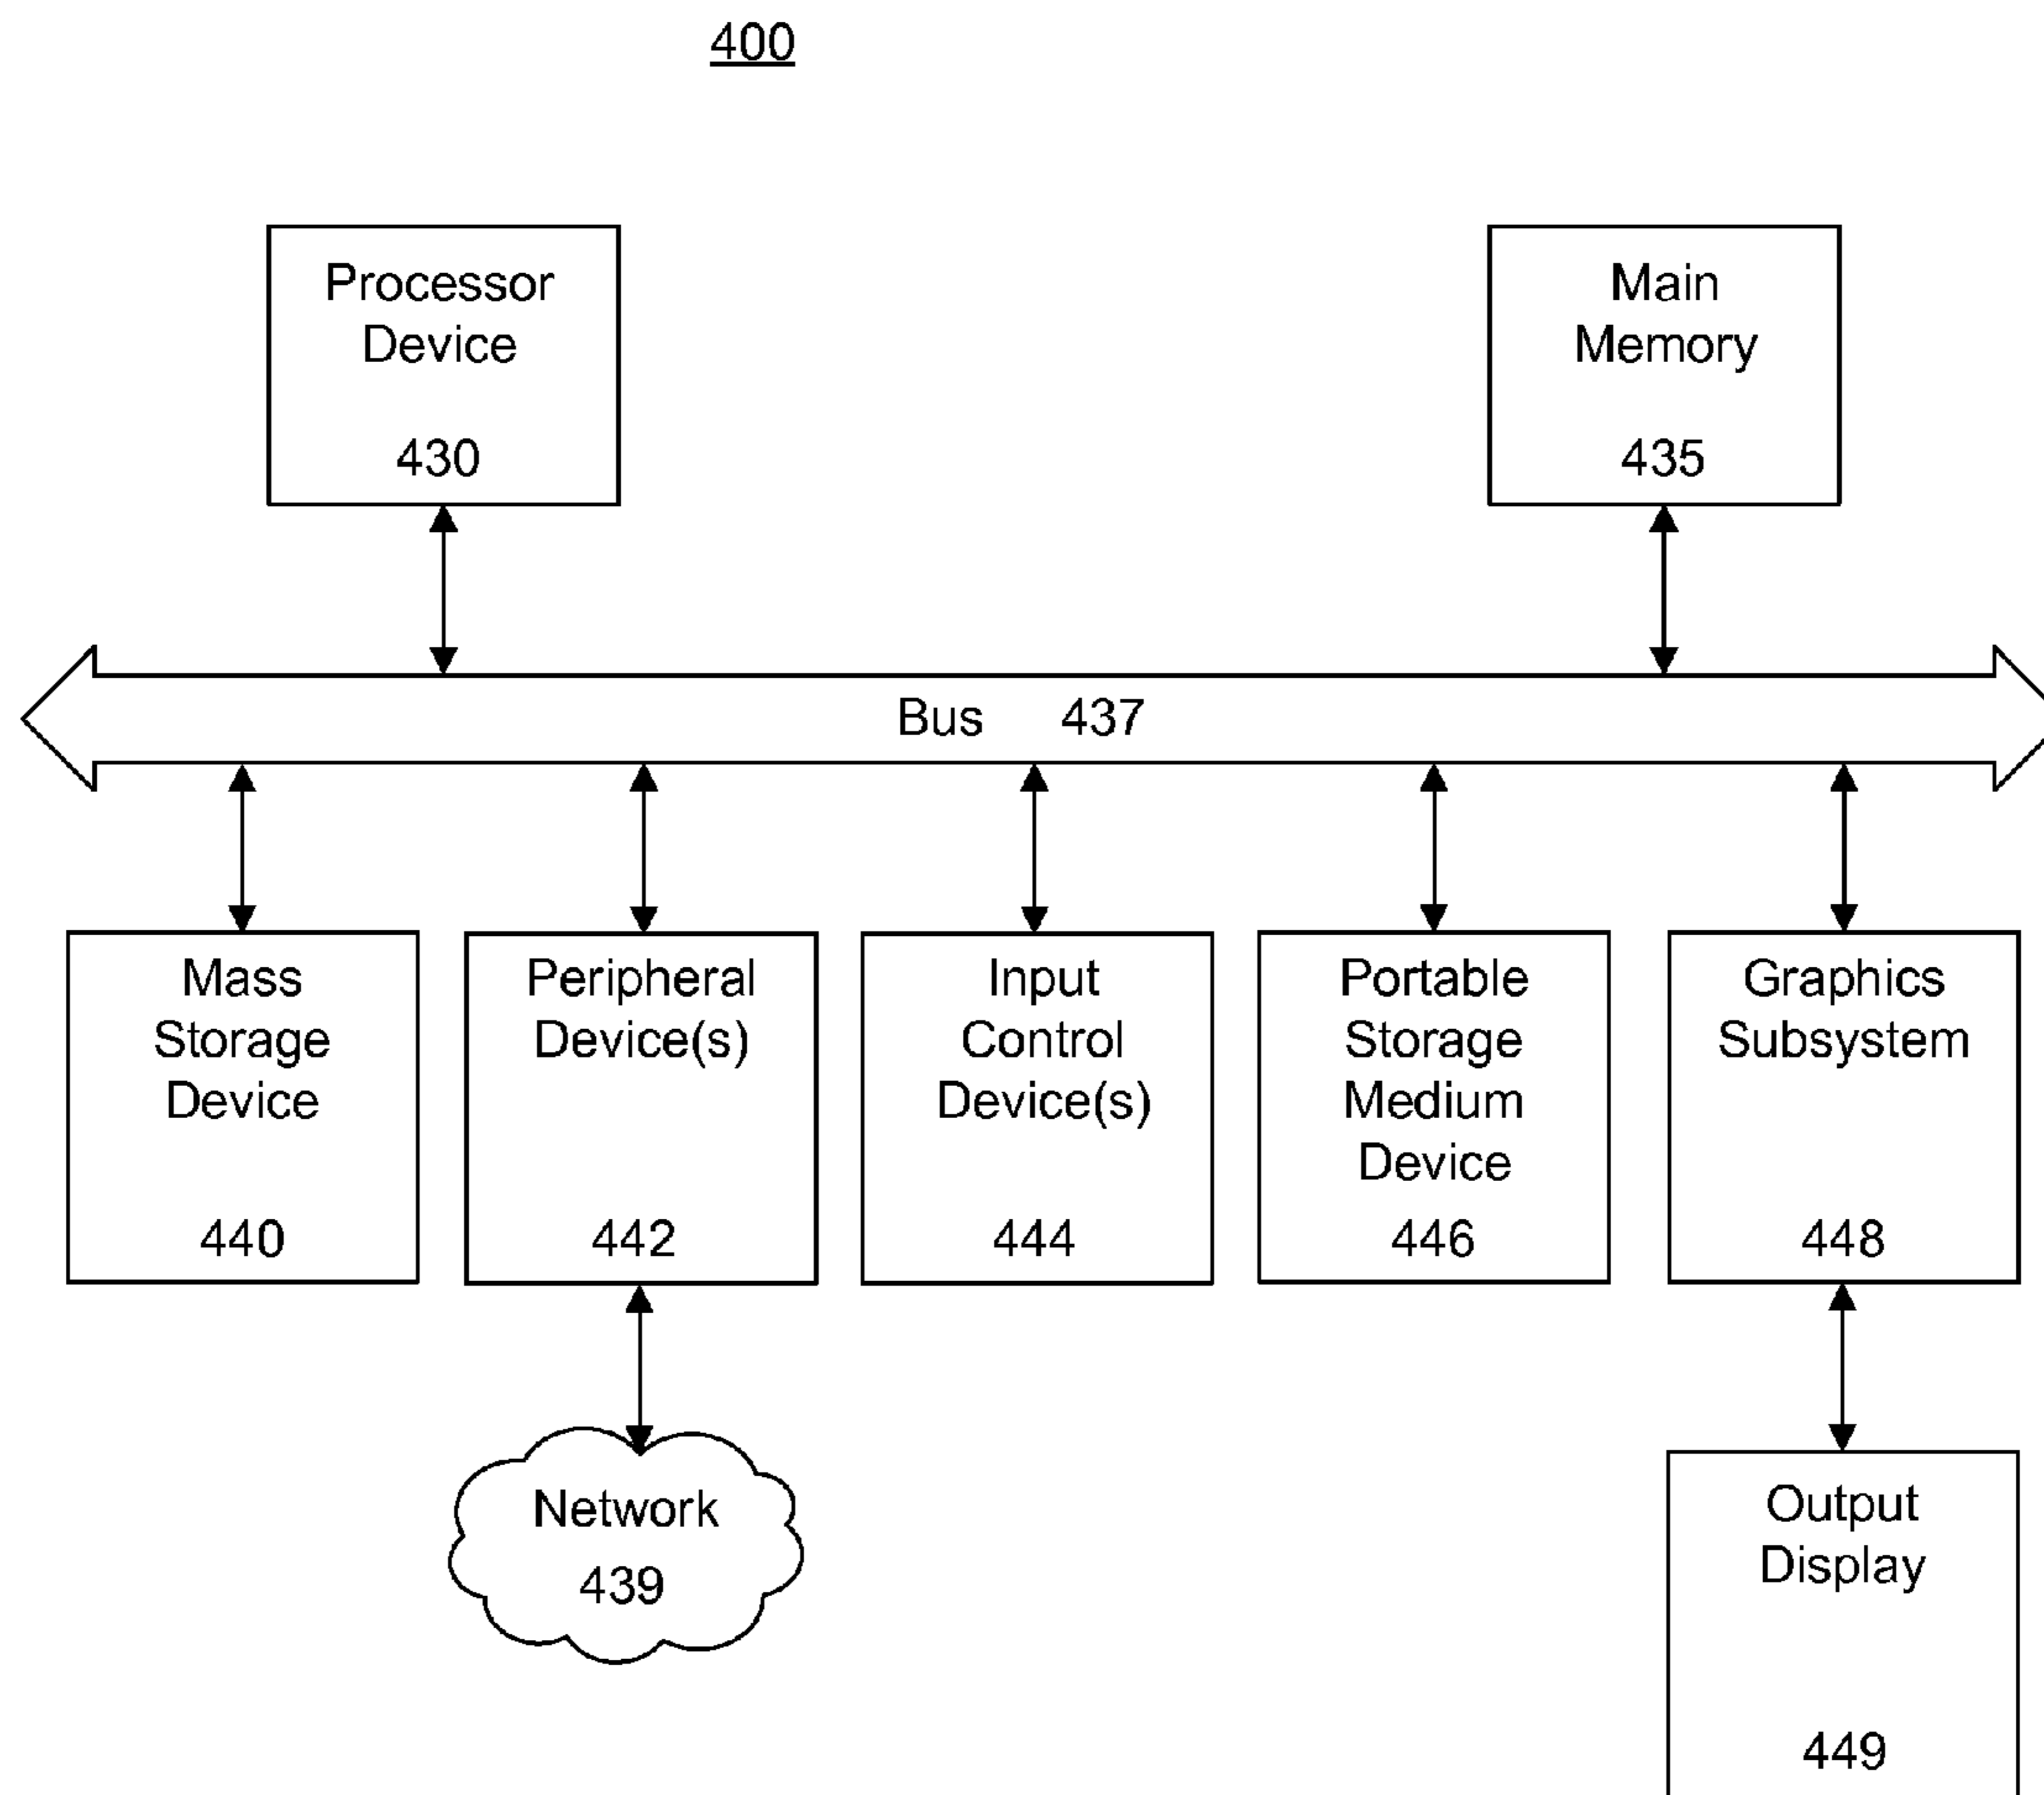 400
Processor
Device
430
Main
Memory
435
Bus 437
Mass
Storage
Device
440
Peripheral
Device(s)
442
Input
Control
Device(s)
444
Portable
Storage
Medium
Device
446
Graphics
Subsystem
448
Network
439
Output
Display
449